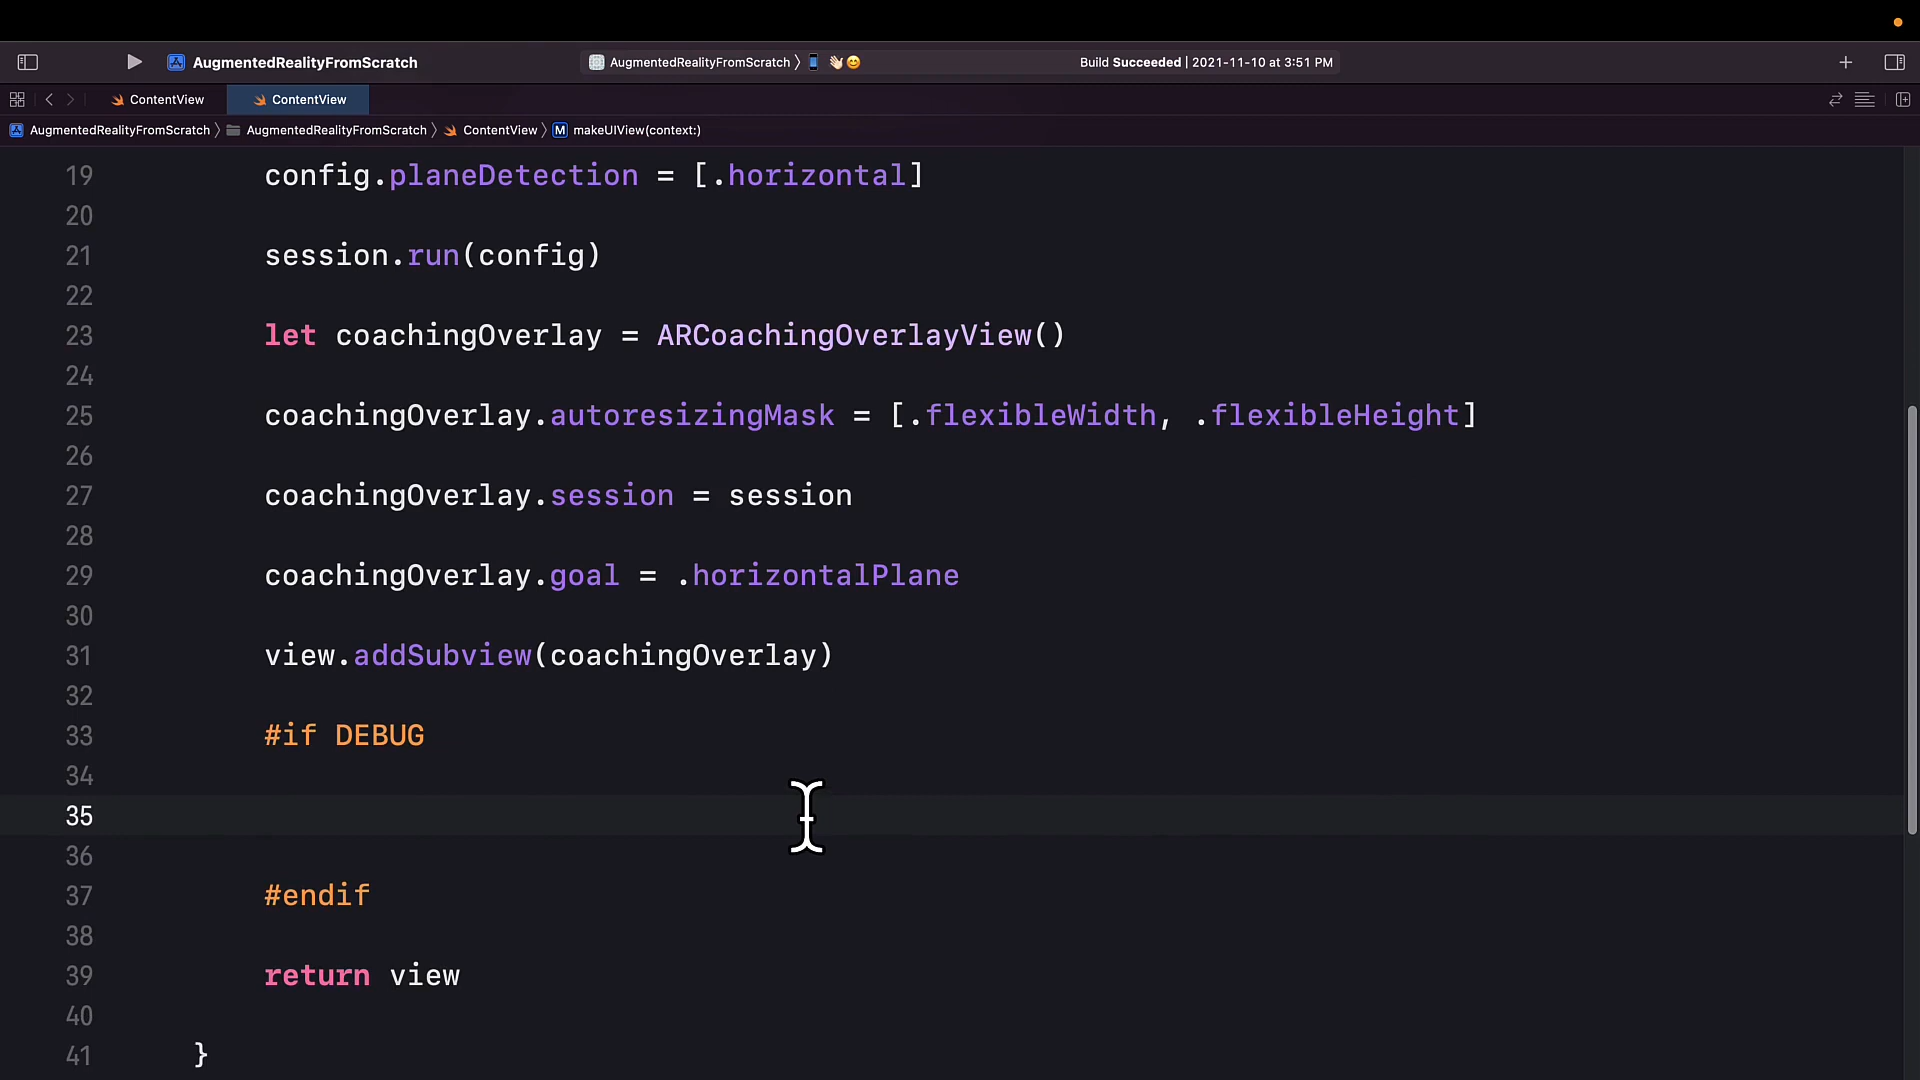 AugmentedRealityFromScratch
AugmentedRealityFromScratch 〉 👋🏻😊
Build Succeeded | 2021-11-10 at 3:51 PM
ContentView
ContentView
AugmentedRealityFromScratch 〉 AugmentedRealityFromScratch 〉 ContentView 〉 M makeUIView(context:)
19 config.planeDetection = [.horizontal]
20
21 session.run(config)
22
23 let coachingOverlay = ARCoachingOverlayView()
24
25 coachingOverlay.autoresizingMask = [.flexibleWidth, .flexibleHeight]
26
27 coachingOverlay.session = session
28
29 coachingOverlay.goal = .horizontalPlane
30
31 view.addSubview(coachingOverlay)
32
33 #if DEBUG
34
35
36
37 #endif
38
39 return view
40
41 }